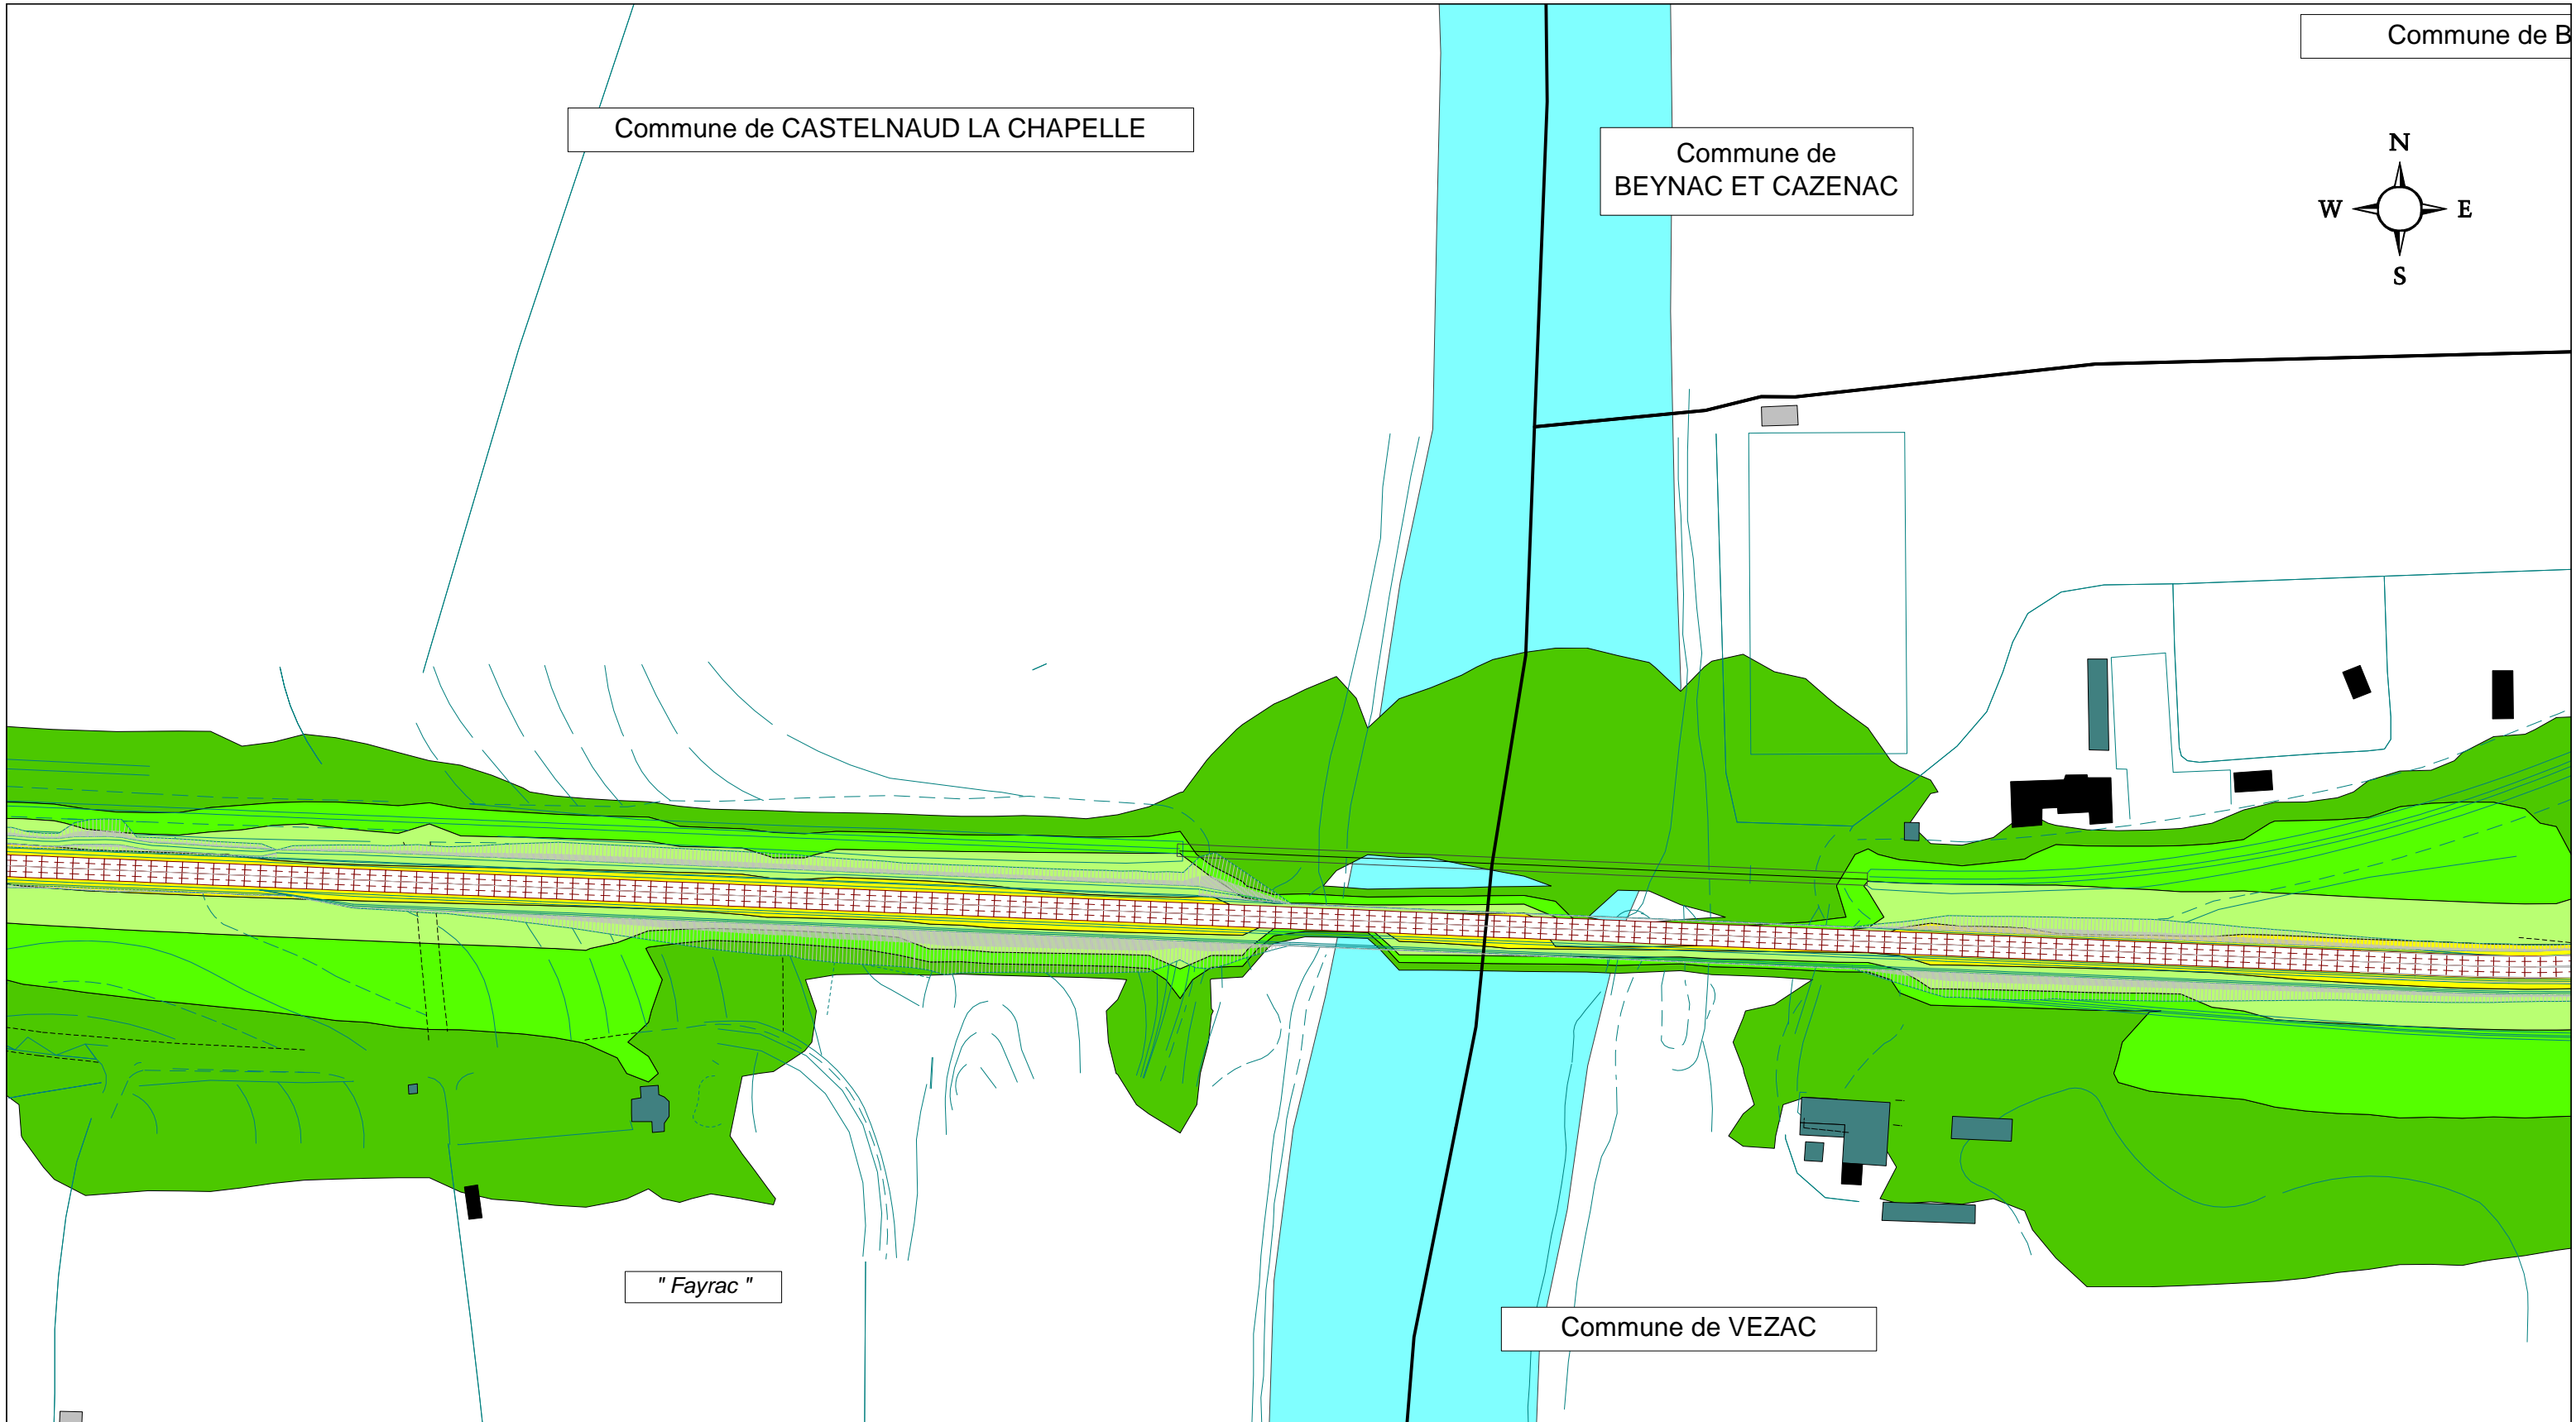 Commune de B
Commune de CASTELNAUD LA CHAPELLE
Commune de
BEYNAC ET CAZENAC
N
W E
S
" Fayrac "
Commune de VEZAC